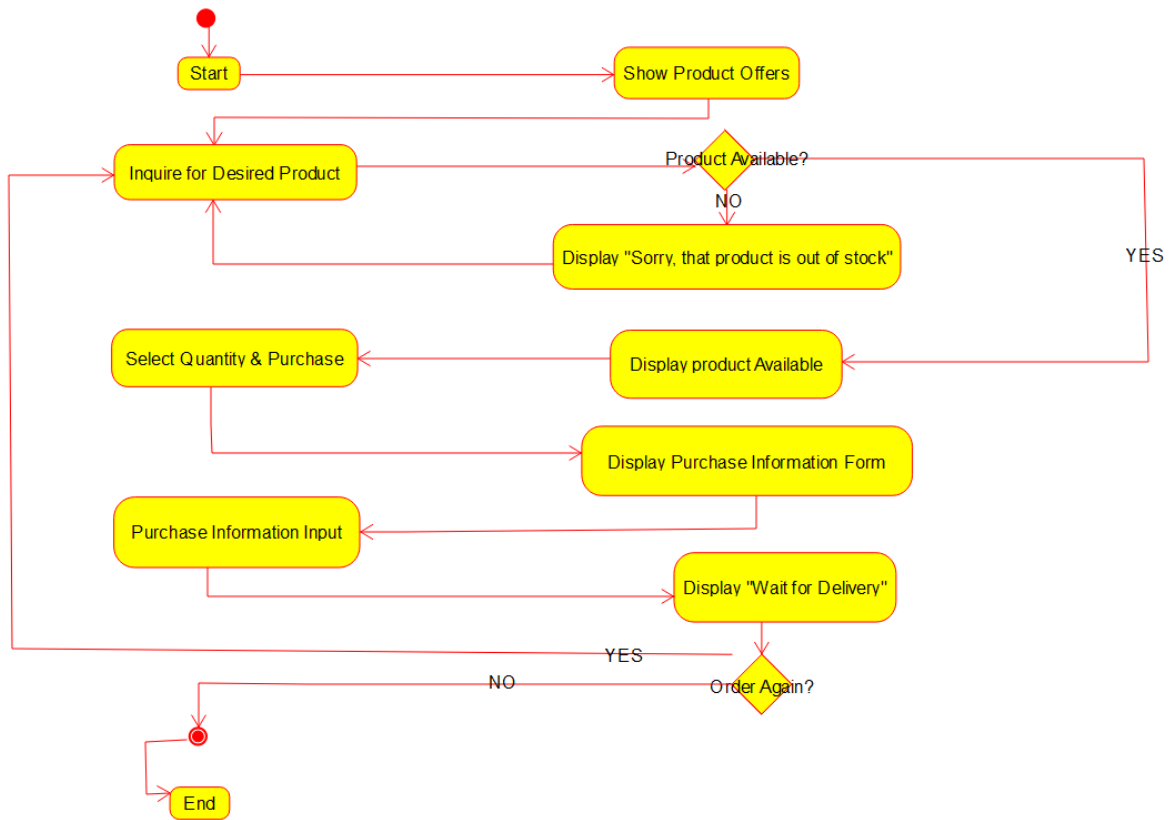 Start
Show Product Offers
Inquire for Desired Product
Product Available?
NO
YES
Display "Sorry, that product is out of stock"
Select Quantity & Purchase
Display product Available
Display Purchase Information Form
Purchase Information Input
Display "Wait for Delivery"
YES
NO
Order Again?
End